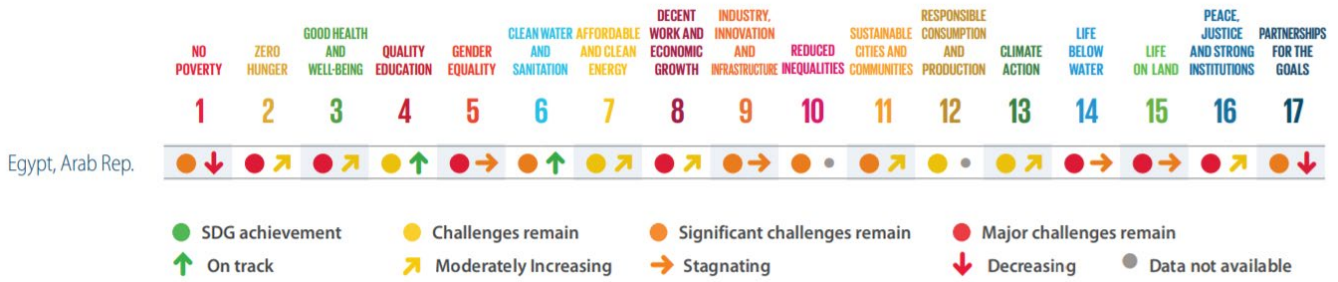 NO
POVERTY
ZERO
HUNGER
GOOD HEALTH
AND
WELL-BEING
QUALITY
EDUCATION
GENDER
EQUALITY
CLEAN WATER
AND
SANITATION
AFFORDABLE
AND CLEAN
ENERGY
DECENT
WORK AND
ECONOMIC
GROWTH
INDUSTRY,
INNOVATION
AND
INFRASTRUCTURE
REDUCED
INEQUALITIES
SUSTAINABLE
CITIES AND
COMMUNITIES
RESPONSIBLE
CONSUMPTION
AND
PRODUCTION
CLIMATE
ACTION
LIFE
BELOW
WATER
LIFE
ON LAND
PEACE,
JUSTICE
AND STRONG
INSTITUTIONS
PARTNERSHIPS
FOR THE
GOALS
1 2 3 4 5 6 7 8 9 10 11 12 13 14 15 16 17
Egypt, Arab Rep.
SDG achievement Challenges remain Significant challenges remain Major challenges remain
On track Moderately Increasing Stagnating Decreasing Data not available